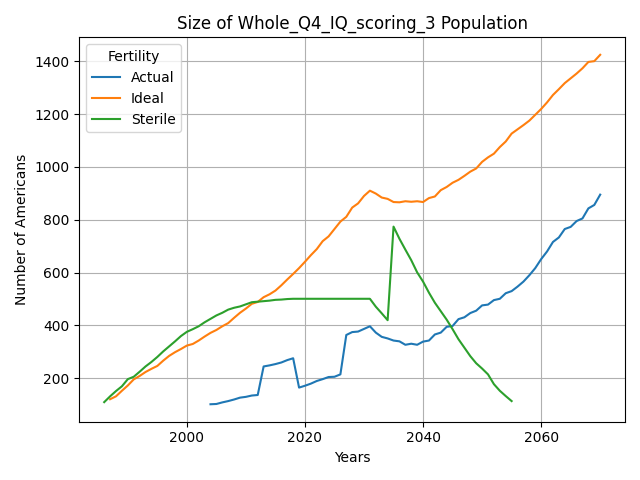 Size of Whole_Q4_IQ_scoring_3 Population
Fertility
Actual
Ideal
Sterile
Number of Americans
1400
1200
1000
800
600
400
200
2000
2020
2040
2060
Years